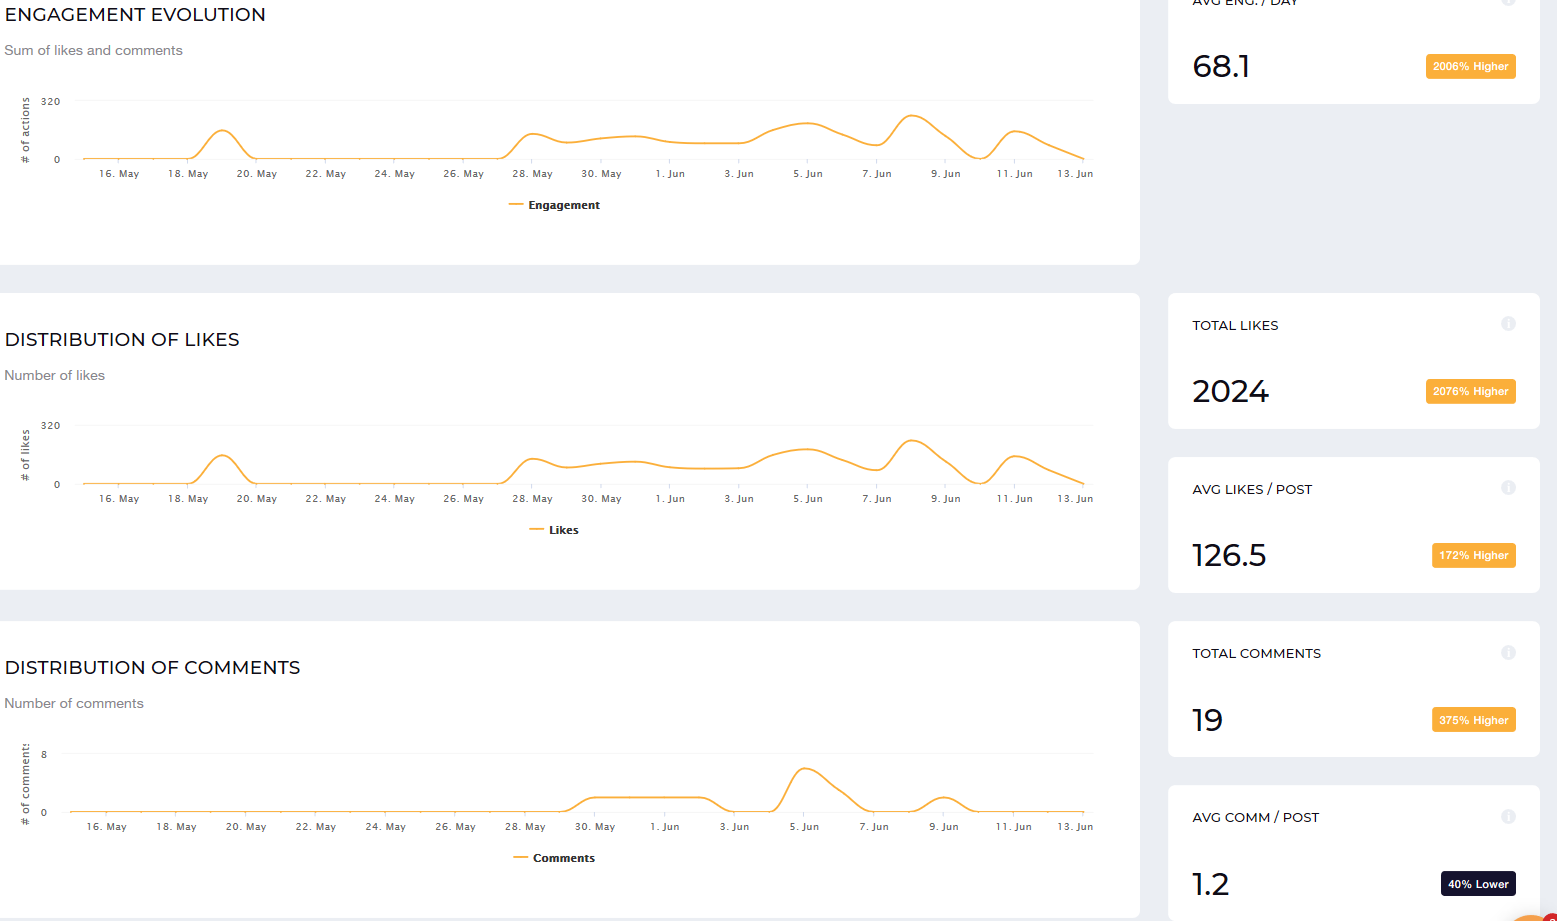 ENGAGEMENT EVOLUTION
Sum of likes and comments
# of actions
320
0
16. May 18. May 20. May 22. May 24. May 26. May 28. May 30. May 1. Jun 3. Jun 5. Jun 7. Jun 9. Jun 11. Jun 13. Jun
Engagement
AVG ENG. / DAY
68.1
2006% Higher
DISTRIBUTION OF LIKES
Number of likes
# of likes
320
0
16. May 18. May 20. May 22. May 24. May 26. May 28. May 30. May 1. Jun 3. Jun 5. Jun 7. Jun 9. Jun 11. Jun 13. Jun
Likes
TOTAL LIKES
2024
2076% Higher
AVG LIKES / POST
126.5
172% Higher
DISTRIBUTION OF COMMENTS
Number of comments
# of comments
8
0
16. May 18. May 20. May 22. May 24. May 26. May 28. May 30. May 1. Jun 3. Jun 5. Jun 7. Jun 9. Jun 11. Jun 13. Jun
Comments
TOTAL COMMENTS
19
375% Higher
AVG COMM / POST
1.2
40% Lower